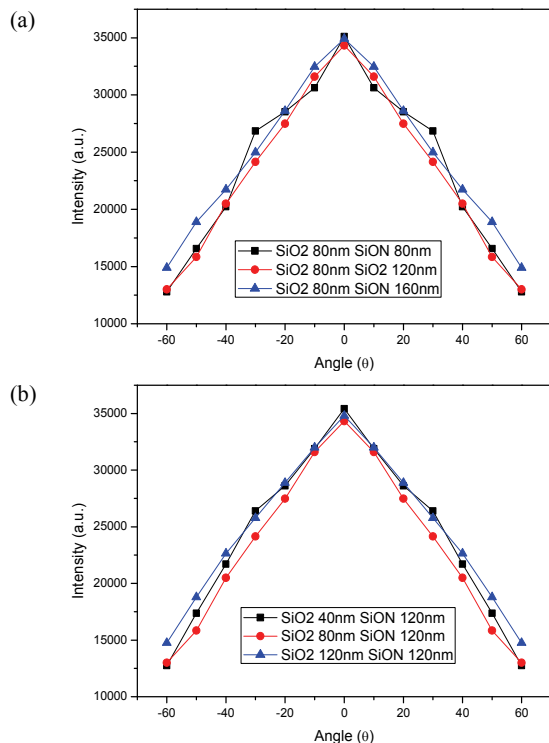 (a)
35000
30000
25000
20000
15000
10000
Intensity (a.u.)
SiO2 80nm SiON 80nm
SiO2 80nm SiO2 120nm
SiO2 80nm SiON 160nm
-60 -40 -20 0 20 40 60
Angle (θ)
(b)
35000
30000
25000
20000
15000
10000
Intensity (a.u.)
SiO2 40nm SiON 120nm
SiO2 80nm SiON 120nm
SiO2 120nm SiON 120nm
-60 -40 -20 0 20 40 60
Angle (θ)